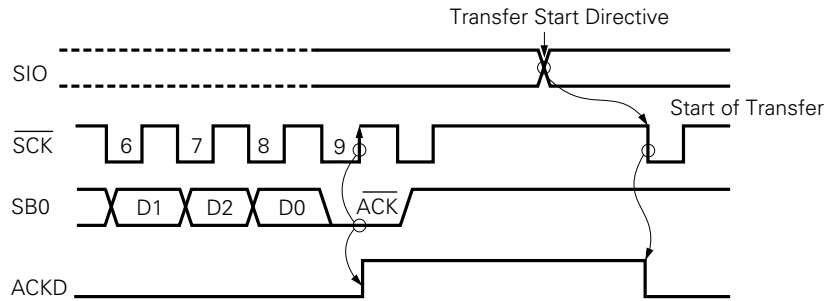 Transfer Start Directive
SIO
Start of Transfer
SCK 6 7 8 9
SB0 D1 D2 D0 ACK
ACKD